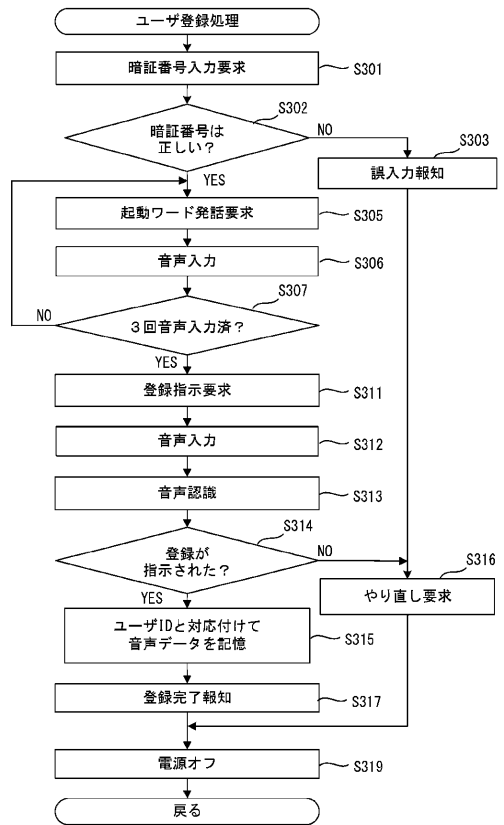 ユーザ登録処理
暗証番号入力要求
S301
S302
暗証番号は
正しい？
NO
S303
YES
誤入力報知
起動ワード発話要求
S305
音声入力
S306
S307
NO
３回音声入力済？
YES
登録指示要求
S311
音声入力
S312
音声認識
S313
S314
登録が
指示された？
NO
S316
YES
やり直し要求
ユーザIDと対応付けて
音声データを記憶
S315
登録完了報知
S317
電源オフ
S319
戻る